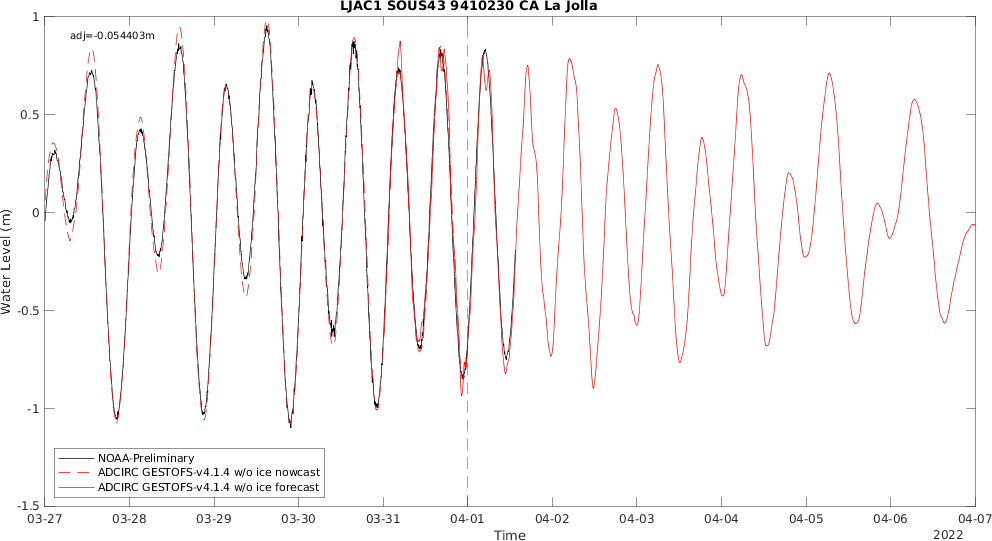 LJAC1 SOUS43 9410230 CA La Jolla
adj=-0.054403m
1
0.5
0
-0.5
-1
-1.5
Water Level (m)
NOAA-Preliminary
ADCIRC GESTOFS-v4.1.4 w/o ice nowcast
ADCIRC GESTOFS-v4.1.4 w/o ice forecast
03-27 03-28 03-29 03-30 03-31 04-01 04-02 04-03 04-04 04-05 04-06 04-07
Time
2022